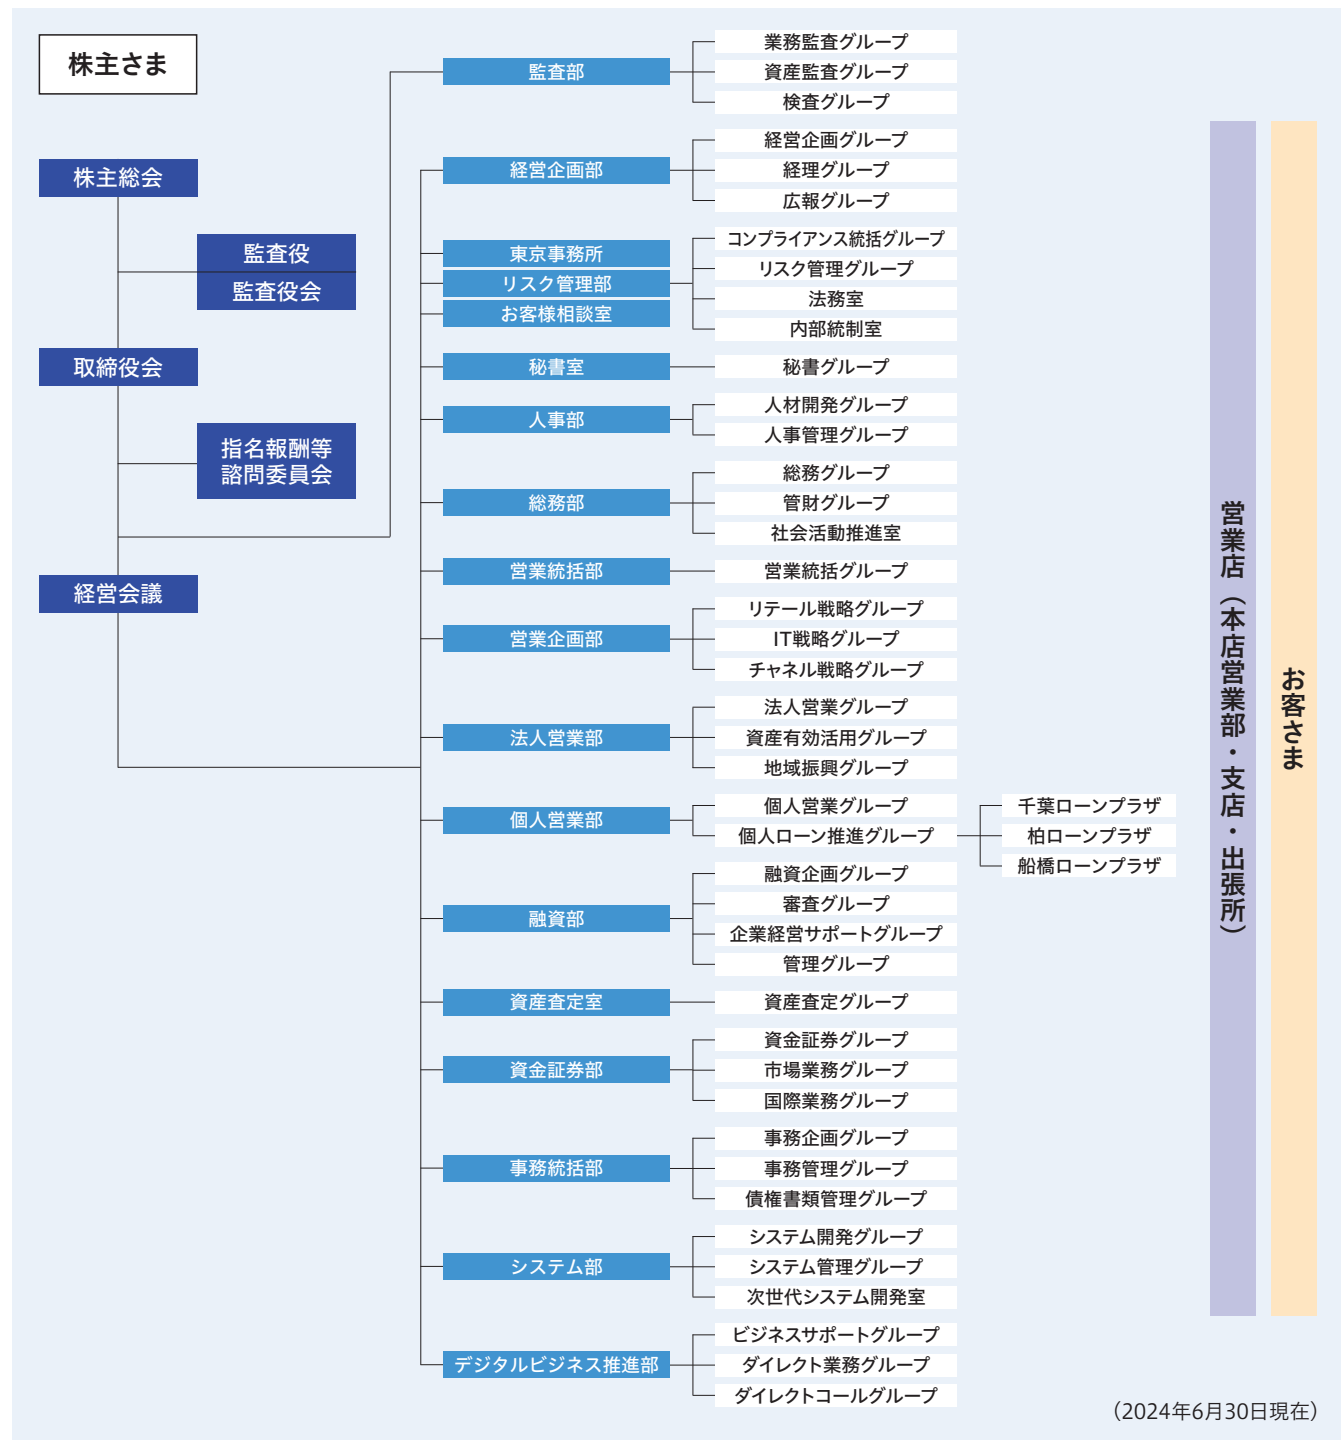 株主さま
株主総会
監査役
監査役会
取締役会
指名報酬等
諮問委員会
経営会議
監査部
業務監査グループ
資産監査グループ
検査グループ
経営企画部
経営企画グループ
経理グループ
広報グループ
東京事務所
リスク管理部
お客様相談室
コンプライアンス統括グループ
リスク管理グループ
法務室
内部統制室
秘書室
秘書グループ
人事部
人材開発グループ
人事管理グループ
総務部
総務グループ
管財グループ
社会活動推進室
営業統括部
営業統括グループ
営業企画部
リテール戦略グループ
IT戦略グループ
チャネル戦略グループ
法人営業部
法人営業グループ
資産有効活用グループ
地域振興グループ
個人営業部
個人営業グループ
個人ローン推進グループ
千葉ローンプラザ
柏ローンプラザ
船橋ローンプラザ
融資部
融資企画グループ
審査グループ
企業経営サポートグループ
管理グループ
資産査定室
資産査定グループ
資金証券部
資金証券グループ
市場業務グループ
国際業務グループ
事務統括部
事務企画グループ
事務管理グループ
債権書類管理グループ
システム部
システム開発グループ
システム管理グループ
次世代システム開発室
デジタルビジネス推進部
ビジネスサポートグループ
ダイレクト業務グループ
ダイレクトコールグループ
営業店（本店営業部・支店・出張所）
お客さま
（2024年6月30日現在）